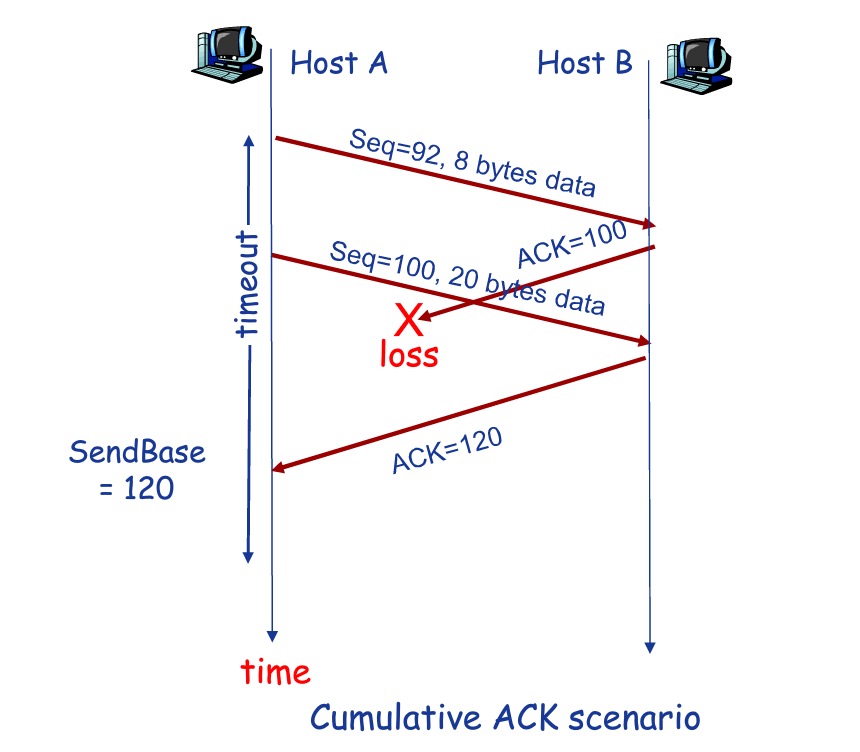 Host A
Host B
Seq=92, 8 bytes data
ACK=100
timeout
Seq=100, 20 bytes data
X
loss
ACK=120
SendBase
= 120
time
Cumulative ACK scenario